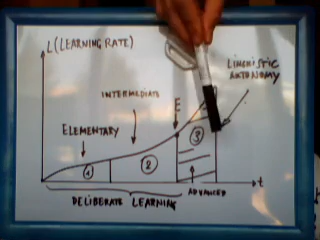 L (LEARNING RATE)
LINGUISTIC
AUTONOMY
INTERMEDIATE
E
ELEMENTARY
3
1
2
t
ADVANCED
DELIBERATE LEARNING